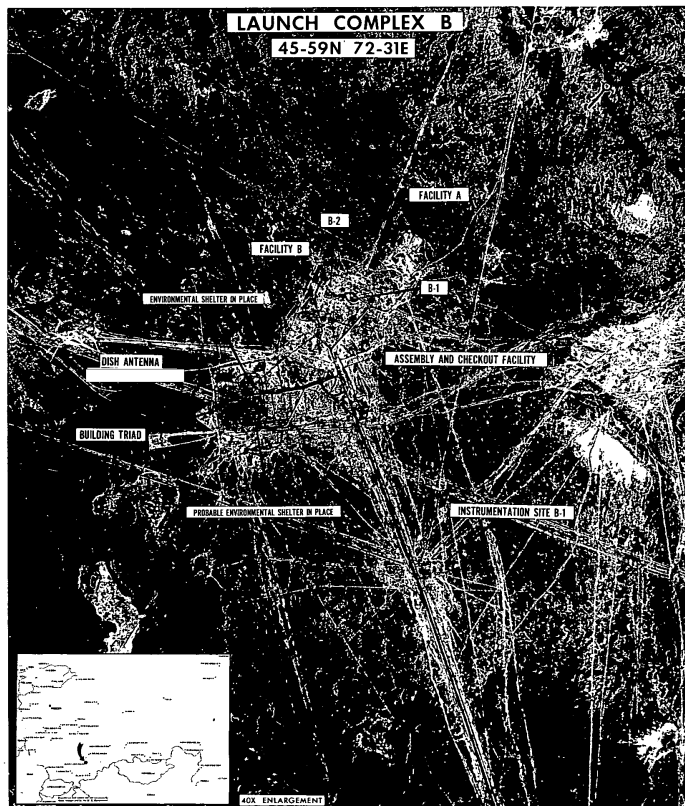 LAUNCH COMPLEX B
45-59N 72-31E
FACILITY A
B-2
FACILITY B
B-1
ENVIRONMENTAL SHELTER IN PLACE
DISH ANTENNA
ASSEMBLY AND CHECKOUT FACILITY
BUILDING TRIAD
PROBABLE ENVIRONMENTAL SHELTER IN PLACE
INSTRUMENTATION SITE B-1
40X ENLARGEMENT